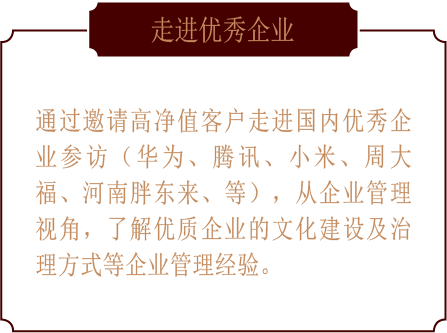 走进优秀企业
通过邀请高净值客户走进国内优秀企
业参访（华为、腾讯、小米、周大
福、河南胖东来、等），从企业管理
视角，了解优质企业的文化建设及治
理方式等企业管理经验。